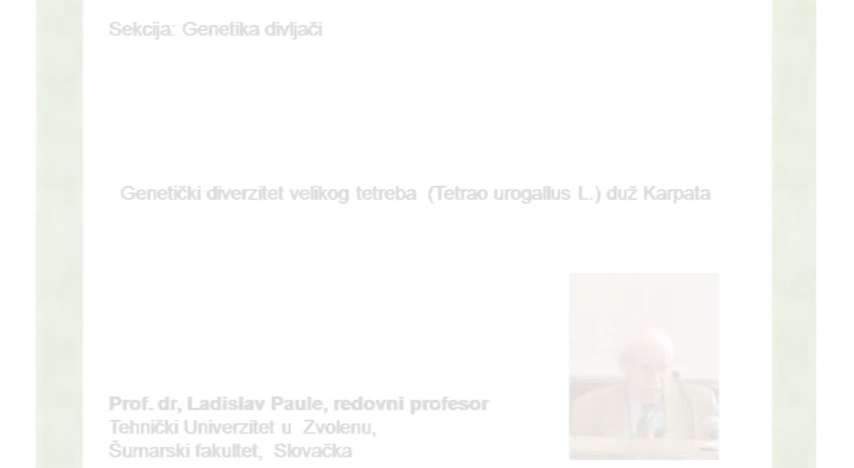 Sekcija: Genetika divljači
Genetički diverzitet velikog tetreba (Tetrao urogallus L.) duž Karpata
Prof. dr, Ladislav Paule, redovni profesor
Tehnički Univerzitet u Zvolenu,
Šumarski fakultet, Slovačka